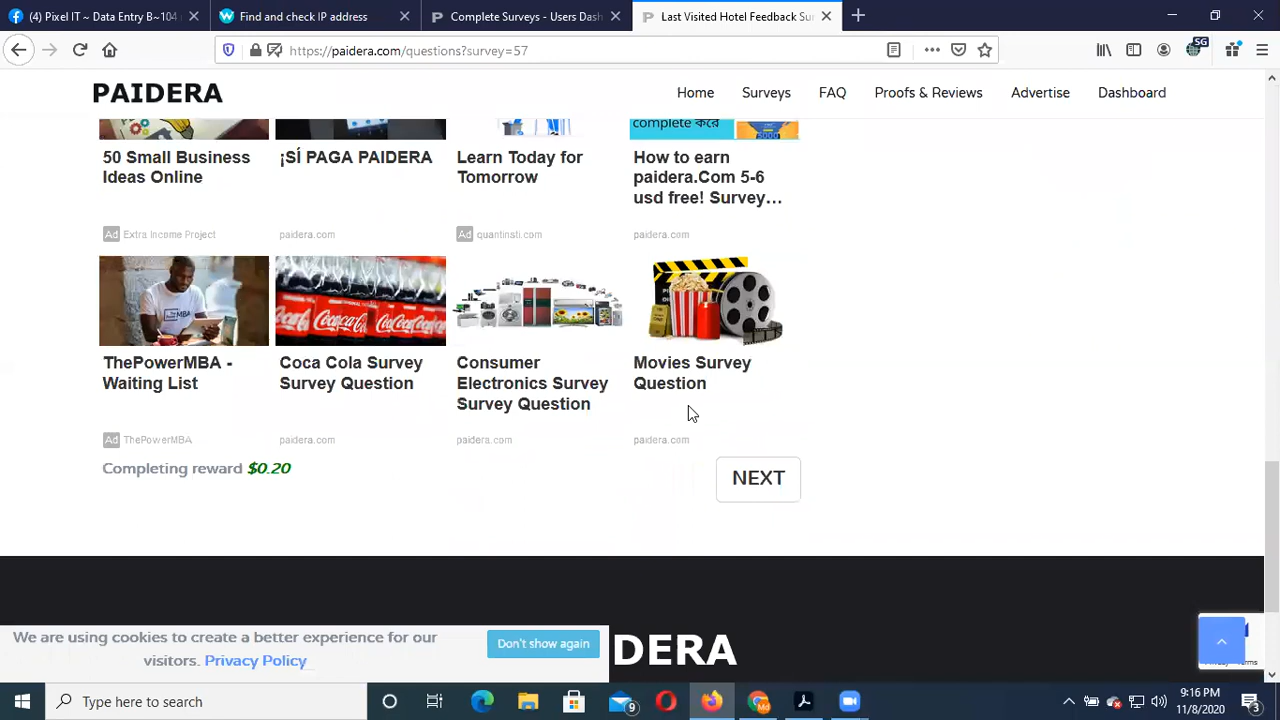 (4) Pixel IT ~ Data Entry B~104
Find and check IP address
Complete Surveys - Users Dash
Last Visited Hotel Feedback Sur
https://paidera.com/questions?survey=57
5G
PAIDERA
Home
Surveys
FAQ
Proofs & Reviews
Advertise
Dashboard
complete করে
50 Small Business
Ideas Online
Ad Extra Income Project
¡SÍ PAGA PAIDERA
paidera.com
Learn Today for
Tomorrow
Ad quantinsti.com
How to earn
paidera.Com 5-6
usd free! Survey…
paidera.com
The Power MBA
ThePowerMBA -
Waiting List
Ad ThePowerMBA
Coca Cola Survey
Survey Question
paidera.com
Consumer
Electronics Survey
Survey Question
paidera.com
Movies Survey
Question
paidera.com
Completing reward $0.20
NEXT
We are using cookies to create a better experience for our
visitors. Privacy Policy
Don't show again
DERA
Type here to search
9
9:16 PM
11/8/2020
3